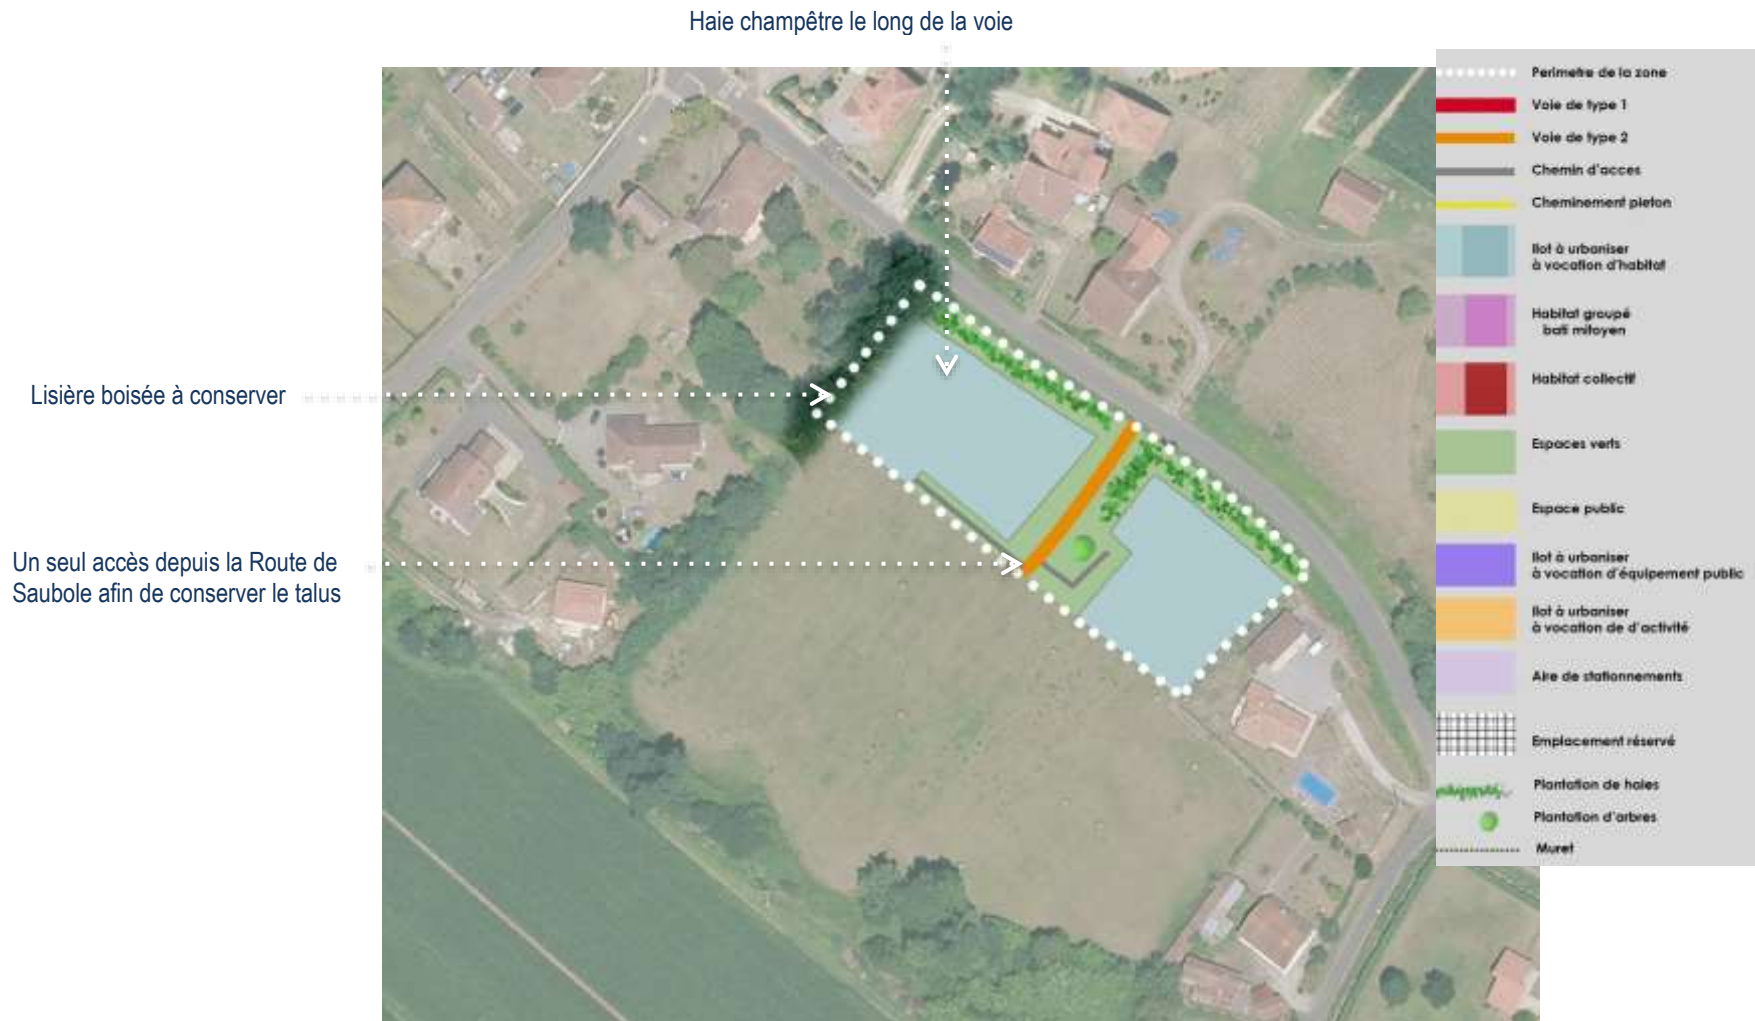 Haie champêtre le long de la voie
Lisière boisée à conserver
Un seul accès depuis la Route de
Saubole afin de conserver le talus
Perimetre de la zone
Voie de type 1
Voie de type 2
Chemin d'acces
Cheminement pieton
Ilot à urbaniser
à vocation d'habitat
Habitat groupé
bati mitoyen
Habitat collectif
Espaces verts
Espace public
Ilot à urbaniser
à vocation d'équipement public
Ilot à urbaniser
à vocation de d'activité
Aire de stationnements
Emplacement réservé
Plantation de haies
Plantation d'arbres
Muret